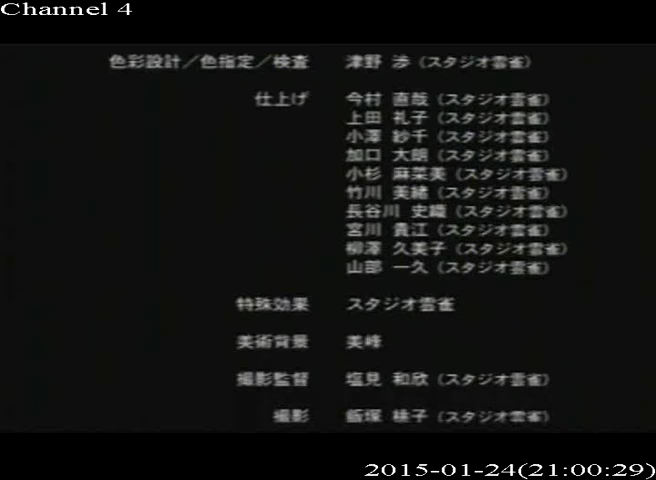 Channel 4
色彩設計／色指定／検査 津野 渉（スタジオ雲雀）
仕上げ 今村 直哉（スタジオ雲雀）
上田 礼子（スタジオ雲雀）
小澤 紗千（スタジオ雲雀）
加口 大朗（スタジオ雲雀）
小杉 麻菜美（スタジオ雲雀）
竹川 美緒（スタジオ雲雀）
長谷川 史織（スタジオ雲雀）
宮川 貴江（スタジオ雲雀）
柳澤 久美子（スタジオ雲雀）
山部 一久（スタジオ雲雀）
特殊効果 スタジオ雲雀
美術背景 美峰
撮影監督 塩見 和欣（スタジオ雲雀）
撮影 飯塚 桂子（スタジオ雲雀）
2015-01-24(21:00:29)